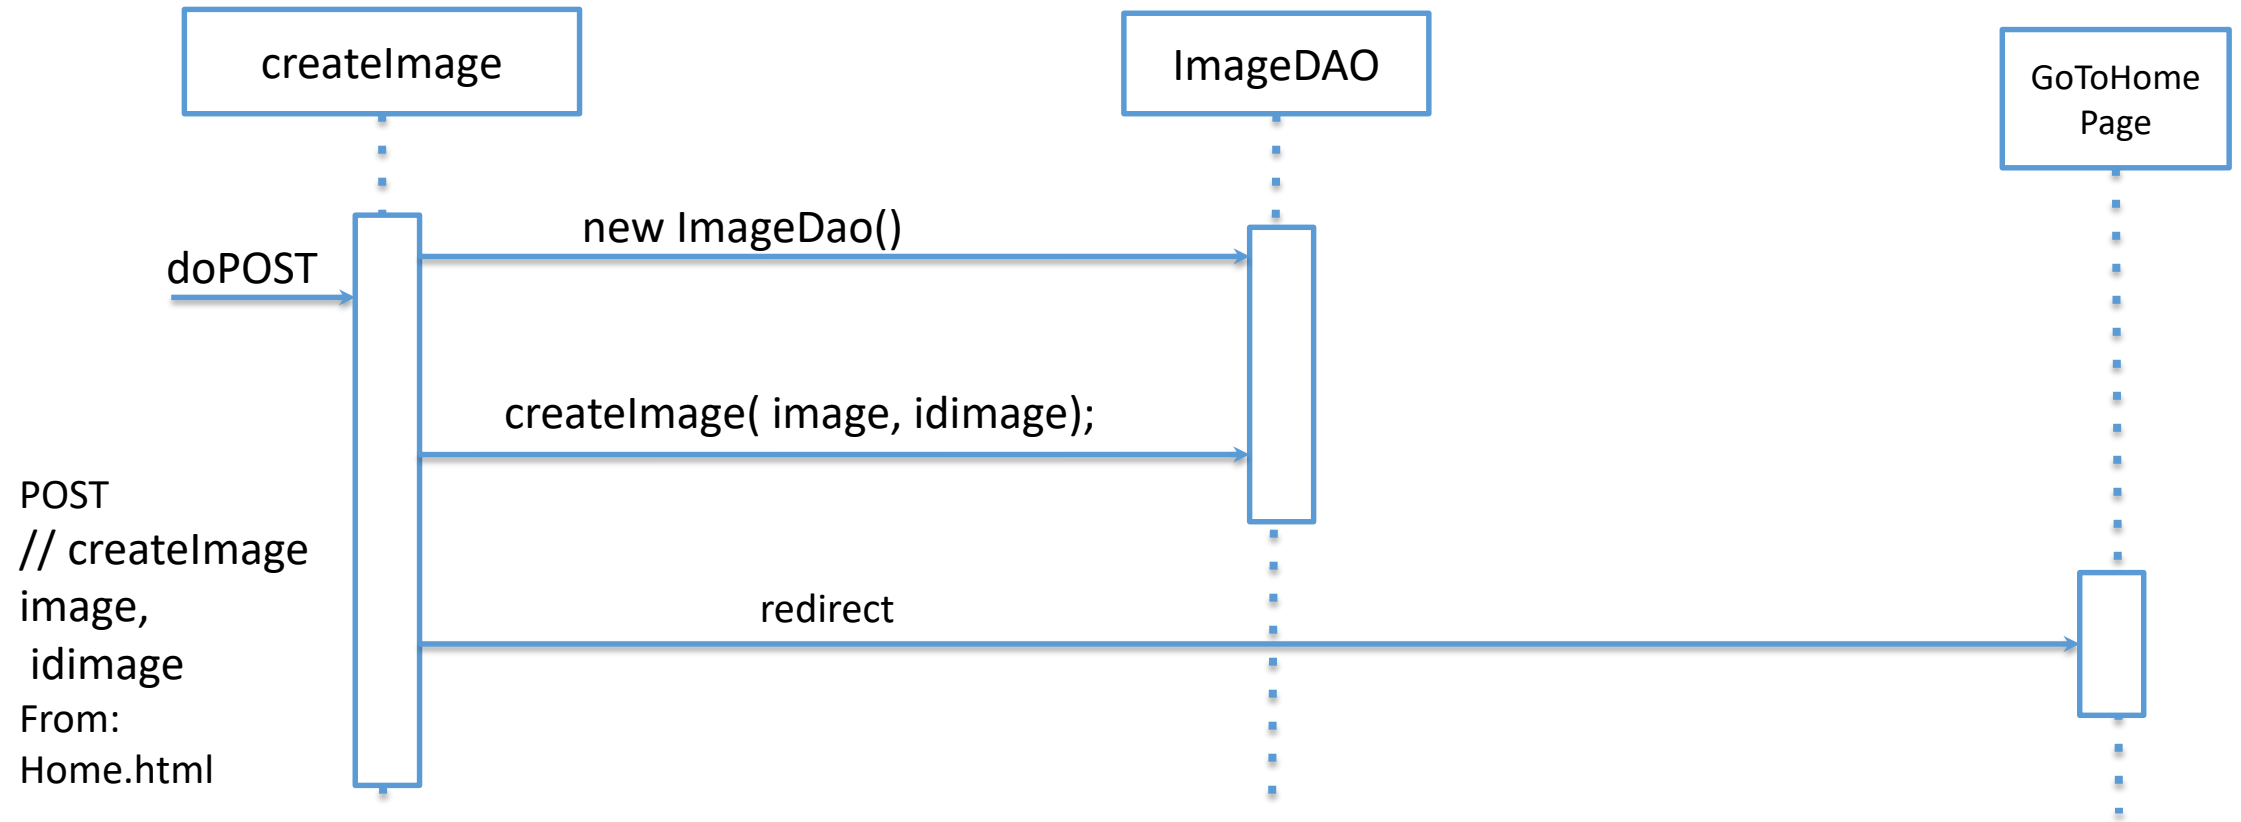 createImage
ImageDAO
GoToHome
Page
new ImageDao()
doPOST
createImage( image, idimage);
POST
// createImage
image,
idimage
From:
Home.html
redirect